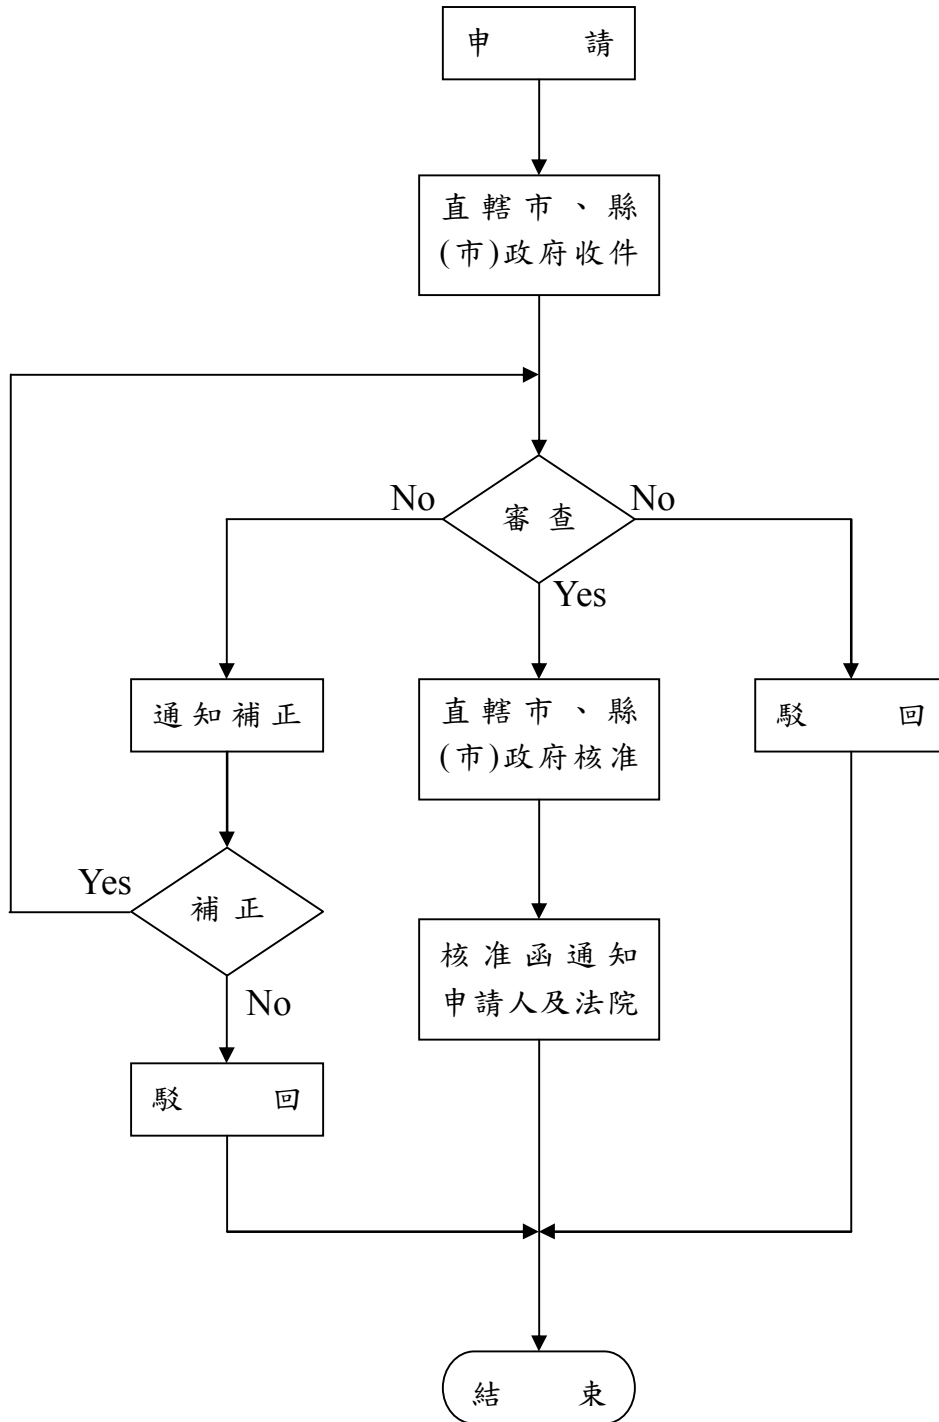 申請
直轄市、縣
(市)政府收件
No
審查
No
Yes
通知補正
直轄市、縣
(市)政府核准
駁回
Yes
補正
核准函通知
申請人及法院
No
駁回
結束